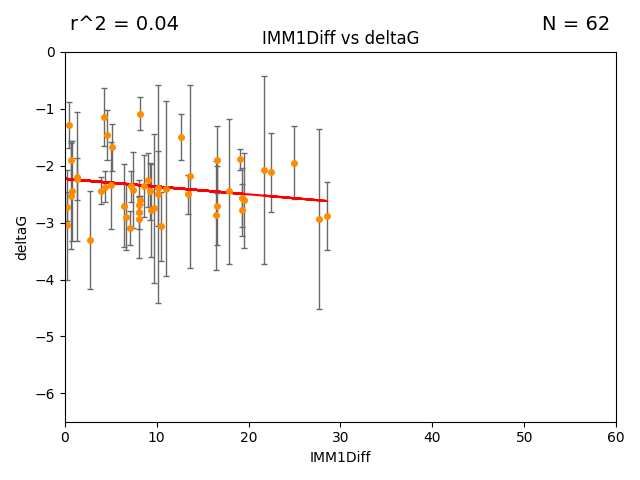 r^2 = 0.04
N = 62
IMM1Diff vs deltaG
0
−1
−2
−3
−4
−5
−6
deltaG
0 10 20 30 40 50 60
IMM1Diff